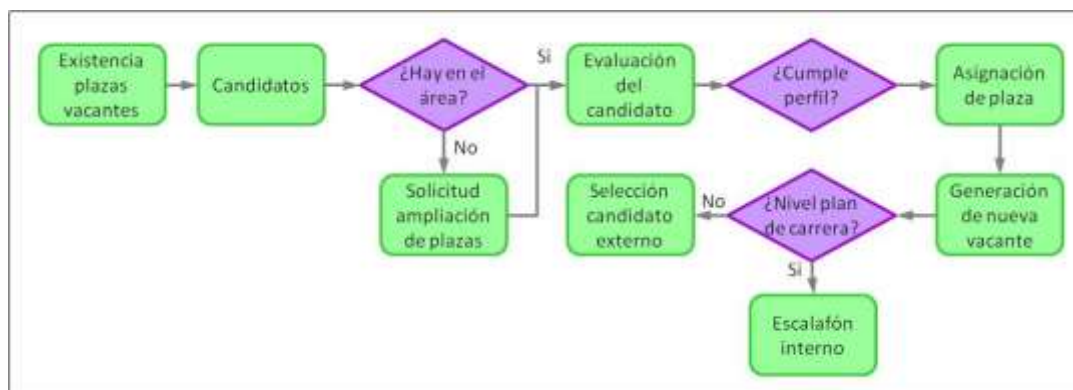 Existencia
plazas
vacantes
Candidatos
¿Hay en el
área?
Si
Evaluación
del
candidato
¿Cumple
perfil?
Asignación
de plaza
No
Solicitud
ampliación
de plazas
Selección
candidato
externo
No
¿Nivel plan
de carrera?
Generación
de nueva
vacante
Si
Escalafón
interno